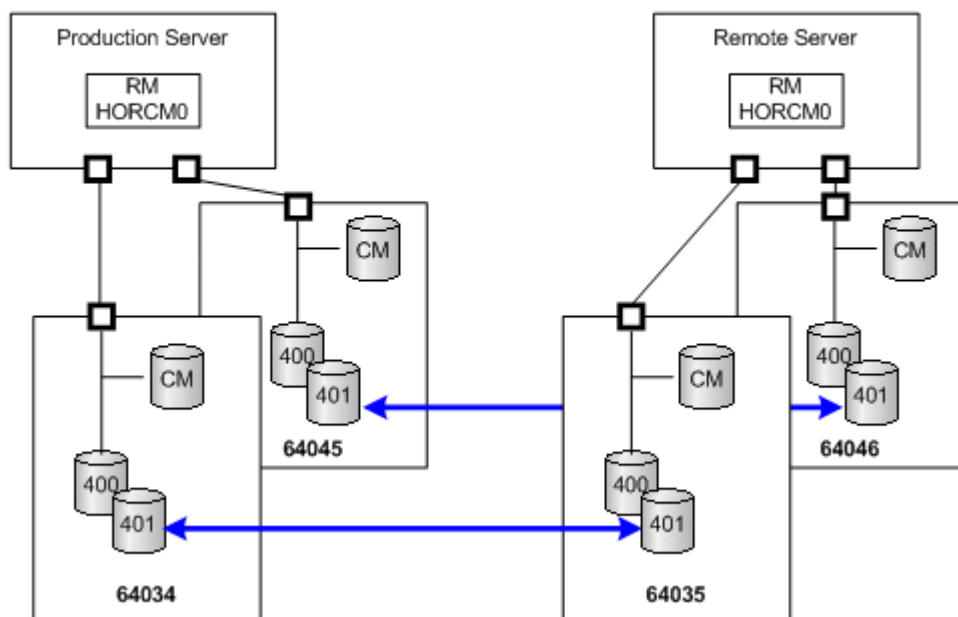 Production Server
RM
HORCM0
Remote Server
RM
HORCM0
CM
400
401
64045
CM
400
401
64046
CM
400
401
64034
CM
400
401
64035